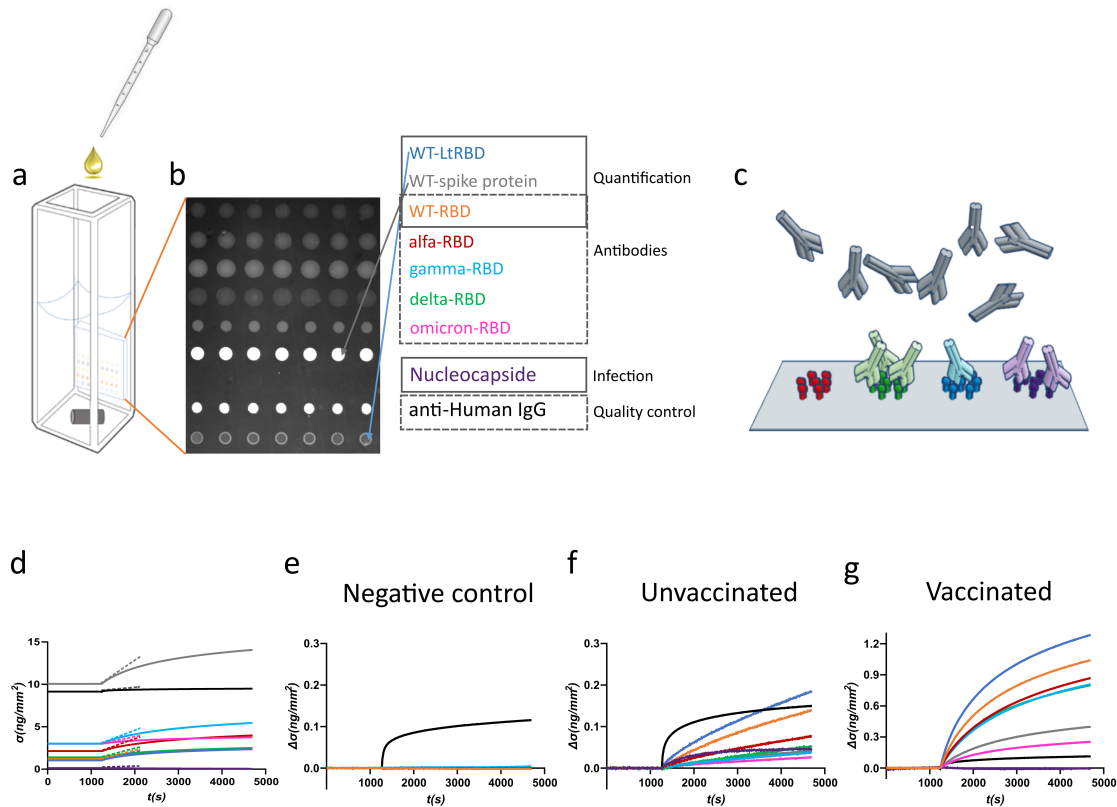 a
b
WT-LtRBD
WT-spike protein
Quantification
WT-RBD
alfa-RBD
gamma-RBD
delta-RBD
omicron-RBD
Antibodies
Nucleocapside
Infection
anti-Human IgG
Quality control
c
d
σ(ng/mm²)
15
10
5
0
0 1000 2000 3000 4000 5000
t(s)
e
Negative control
Δσ(ng/mm²)
0.3
0.2
0.1
0.0
0 1000 2000 3000 4000 5000
t(s)
f
Unvaccinated
Δσ(ng/mm²)
0.3
0.2
0.1
0.0
0 1000 2000 3000 4000 5000
t(s)
g
Vaccinated
Δσ(ng/mm²)
1.2
0.9
0.6
0.3
0.0
0 1000 2000 3000 4000 5000
t(s)